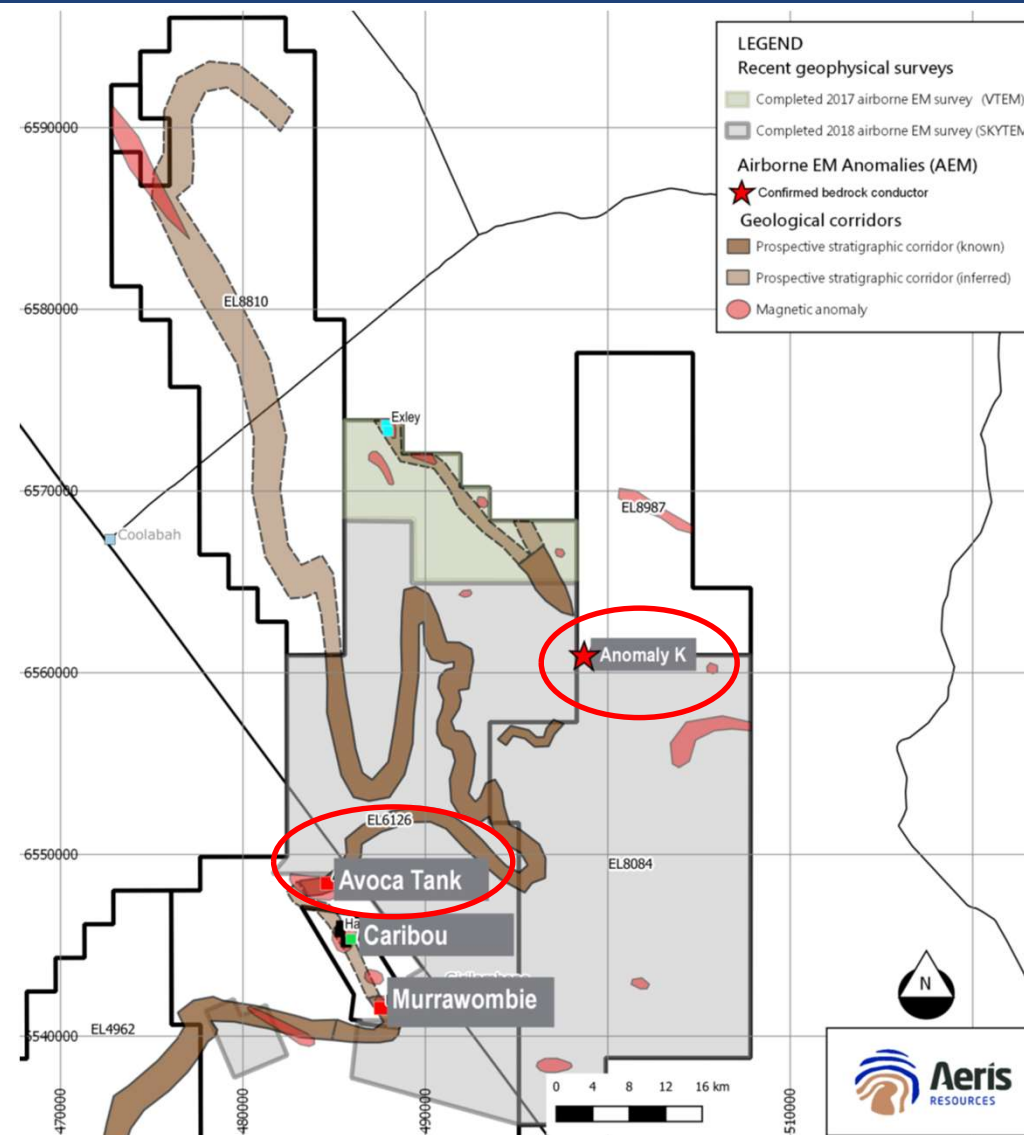 LEGEND
Recent geophysical surveys
Completed 2017 airborne EM survey (VTEM)
Completed 2018 airborne EM survey (SKYTEM
Airborne EM Anomalies (AEM)
Confirmed bedrock conductor
Geological corridors
Prospective stratigraphic corridor (known)
Prospective stratigraphic corridor (inferred)
Magnetic anomaly
6590000
EL8810
6580000
Exley
6570000
EL8987
Coolabah
Anomaly K
6560000
EL6126
6550000
EL8084
Avoca Tank
Ha
Caribou
Murrawombie
EL4962
6540000
N
0 4 8 12 16 km
470000
480000
490000
510000
Aeris
RESOURCES